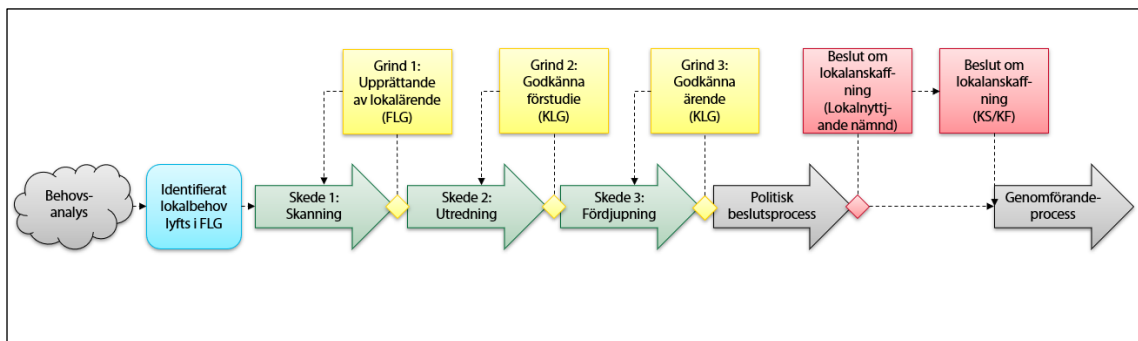 Grind 1:
Upprättande
av lokalärende
(FLG)
Grind 2:
Godkänna
förstudie
(KLG)
Grind 3:
Godkänna
ärende
(KLG)
Beslut om
lokalanskaff-
ning
(Lokalnyttj-
ande nämnd)
Beslut om
lokalanskaff-
ning
(KS/KF)
Behovs-
analys
Identifierat
lokalbehov
lyfts i FLG
Skede 1:
Skanning
Skede 2:
Utredning
Skede 3:
Fördjupning
Politisk
beslutsprocess
Genomförande-
process